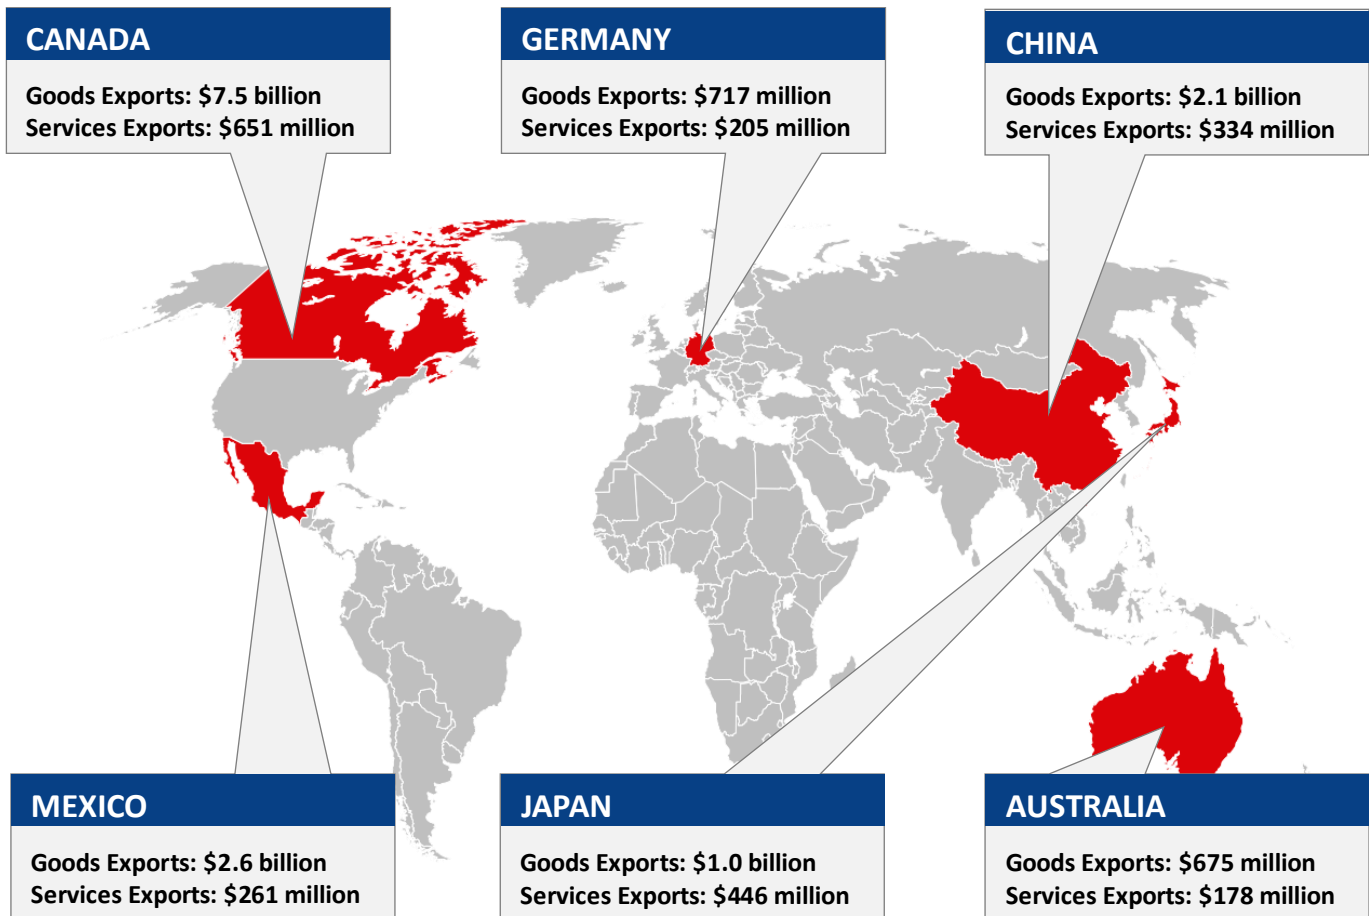 CANADA
Goods Exports: $7.5 billion
Services Exports: $651 million
GERMANY
Goods Exports: $717 million
Services Exports: $205 million
CHINA
Goods Exports: $2.1 billion
Services Exports: $334 million
MEXICO
Goods Exports: $2.6 billion
Services Exports: $261 million
JAPAN
Goods Exports: $1.0 billion
Services Exports: $446 million
AUSTRALIA
Goods Exports: $675 million
Services Exports: $178 million